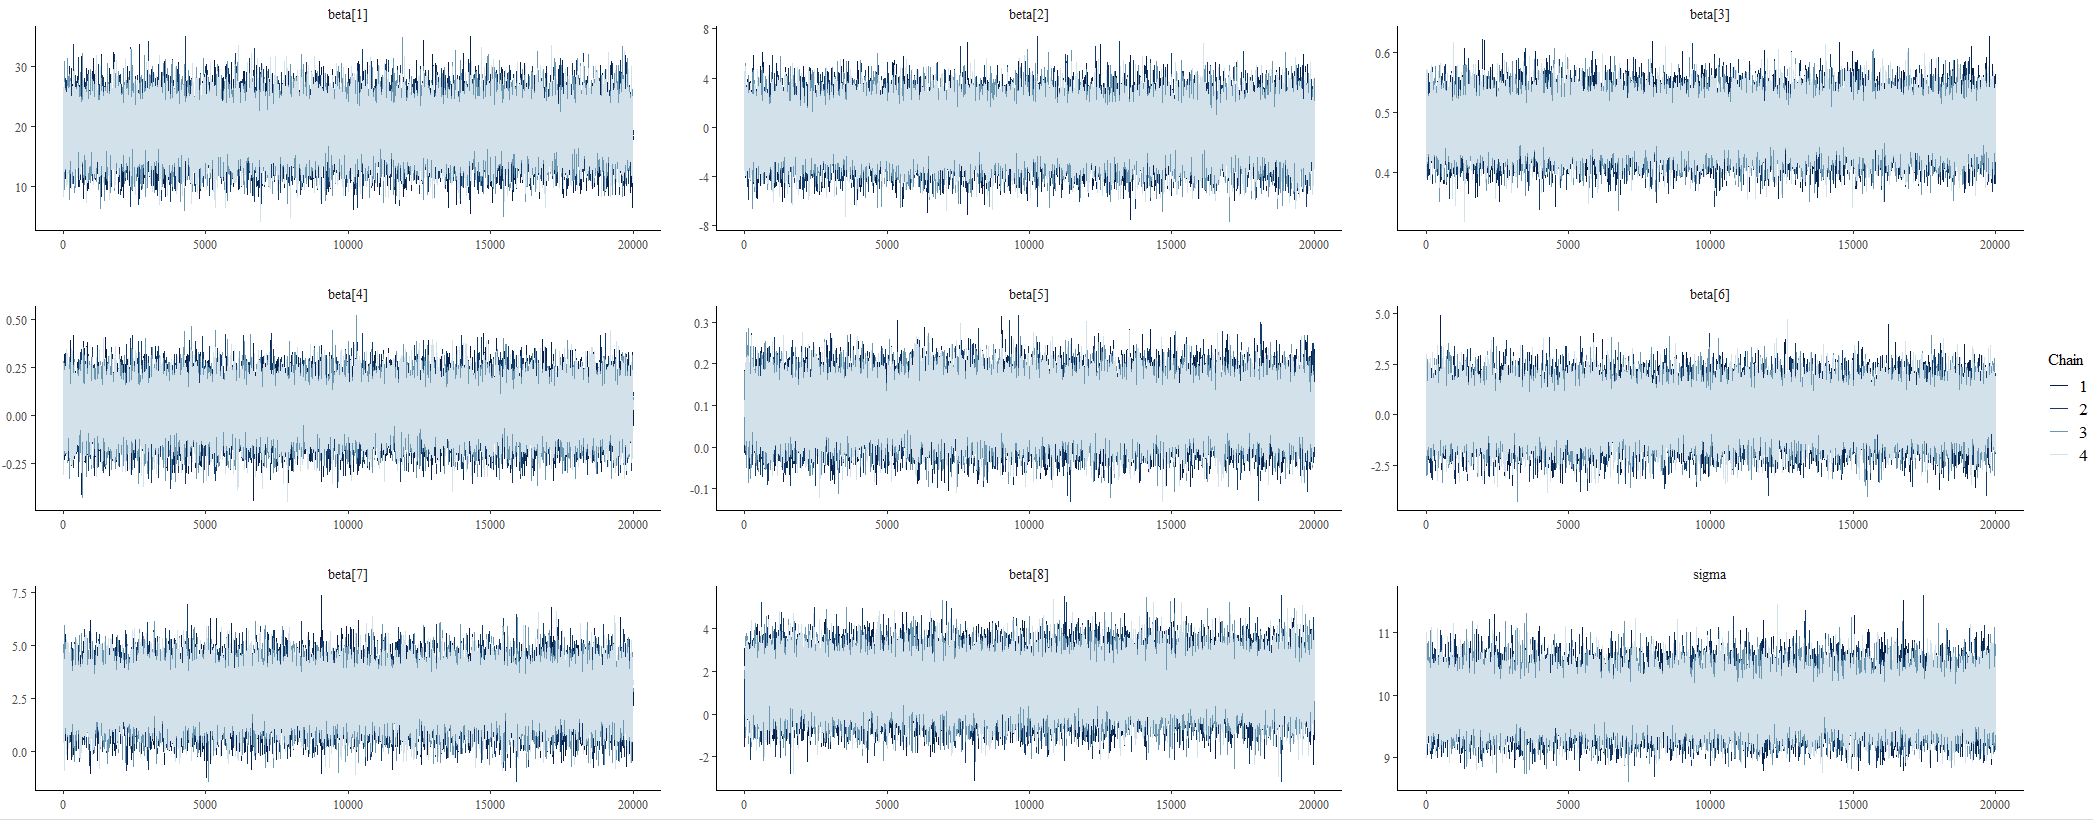 beta[1]
30
20
10
0 5000 10000 15000 20000
beta[2]
8
4
0
-4
-8
0 5000 10000 15000 20000
beta[3]
0.6
0.5
0.4
0 5000 10000 15000 20000
beta[4]
0.50
0.25
0.00
-0.25
0 5000 10000 15000 20000
beta[5]
0.3
0.2
0.1
0.0
-0.1
0 5000 10000 15000 20000
beta[6]
5.0
2.5
0.0
-2.5
0 5000 10000 15000 20000
Chain
1
2
3
4
beta[7]
7.5
5.0
2.5
0.0
0 5000 10000 15000 20000
beta[8]
4
2
0
-2
0 5000 10000 15000 20000
sigma
11
10
9
0 5000 10000 15000 20000